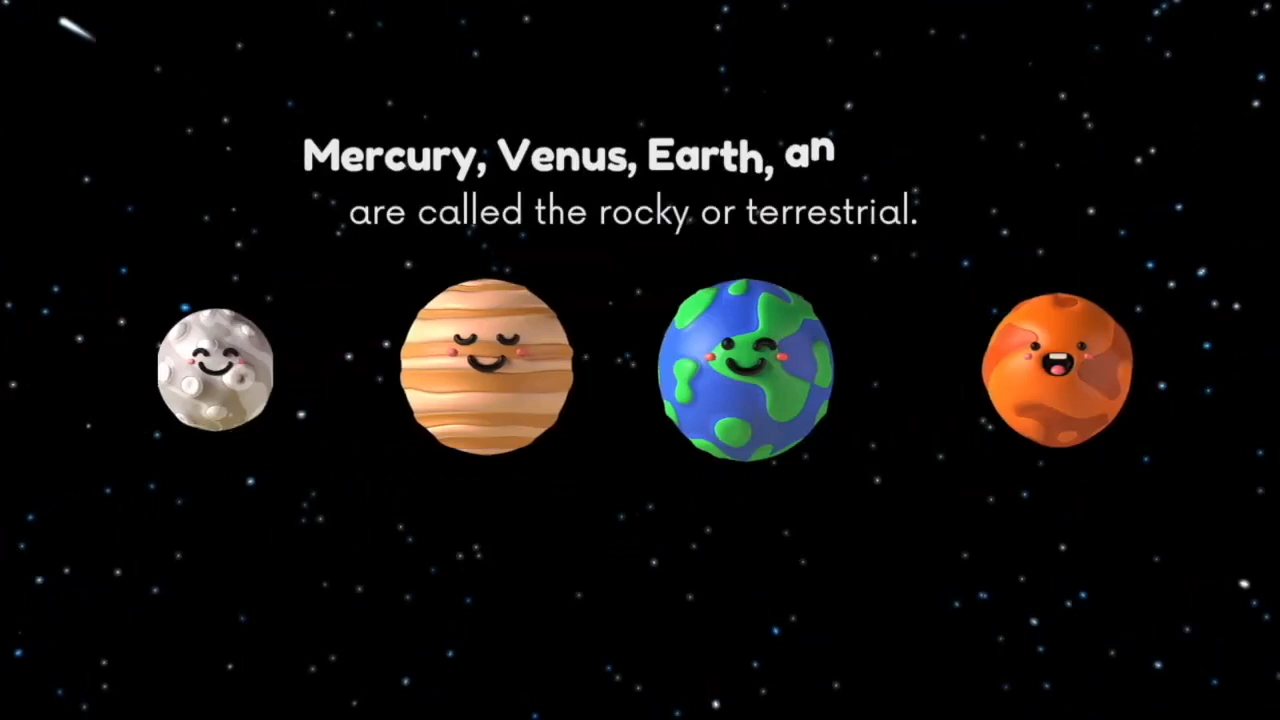 Mercury, Venus, Earth, an
are called the rocky or terrestrial.